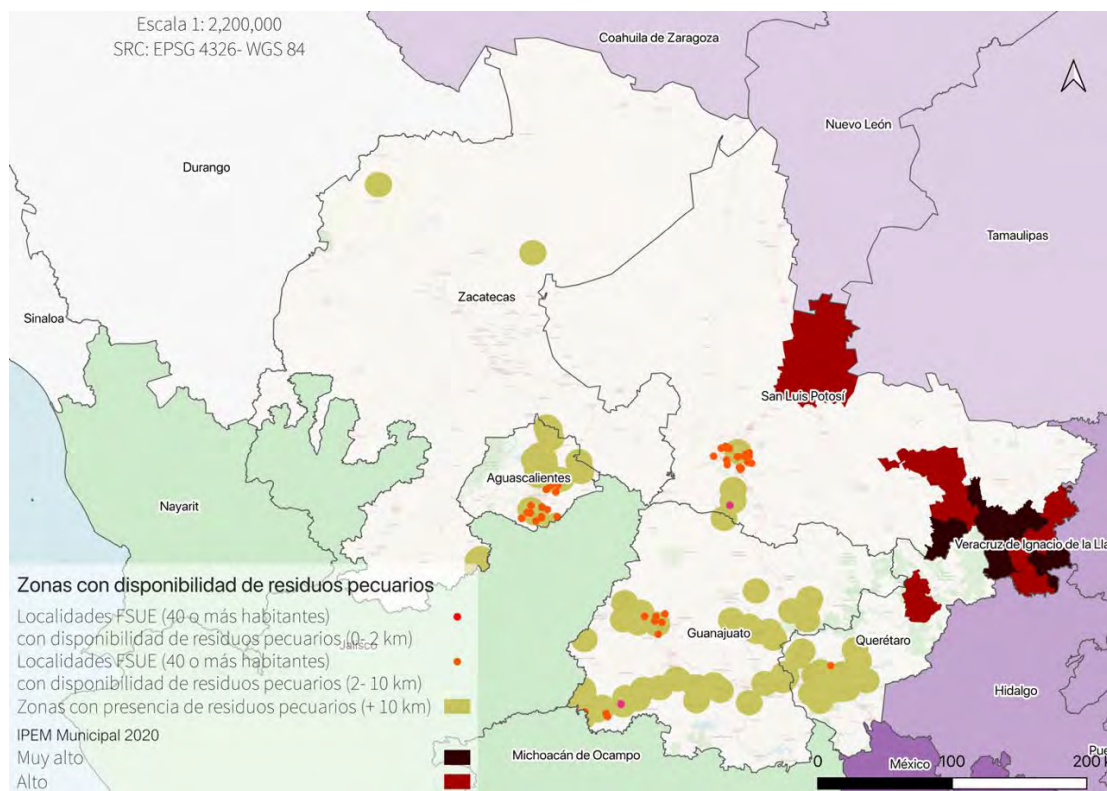 Escala 1: 2,200,000
SRC: EPSG 4326- WGS 84
Coahuila de Zaragoza
Nuevo León
Durango
Tamaulipas
Zacatecas
Sinaloa
San Luis Potosí
Aguascalientes
Nayarit
Veracruz de Ignacio de la Lla
Guanajuato
Querétaro
Hidalgo
Michoacán de Ocampo
México
Pue
Jalisco
Zonas con disponibilidad de residuos pecuarios
Localidades FSUE (40 o más habitantes)
con disponibilidad de residuos pecuarios (0- 2 km)
Localidades FSUE (40 o más habitantes)
con disponibilidad de residuos pecuarios (2- 10 km)
Zonas con presencia de residuos pecuarios (+ 10 km)
IPEM Municipal 2020
Muy alto
Alto
0 100 200 k